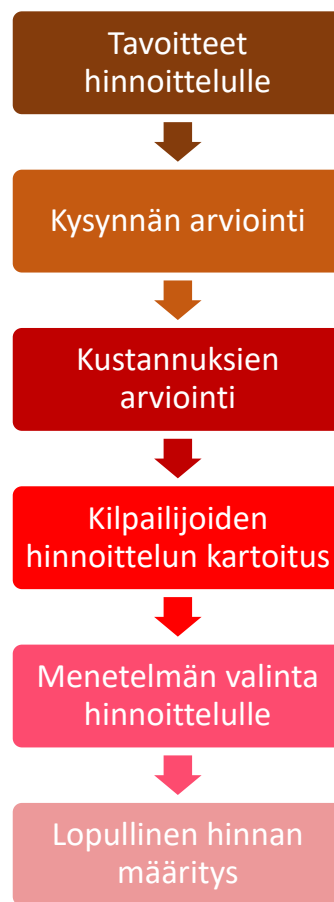 Tavoitteet
hinnoittelulle
Kysynnän arviointi
Kustannuksien
arviointi
Kilpailijoiden
hinnoittelun kartoitus
Menetelmän valinta
hinnoittelulle
Lopullinen hinnan
määritys